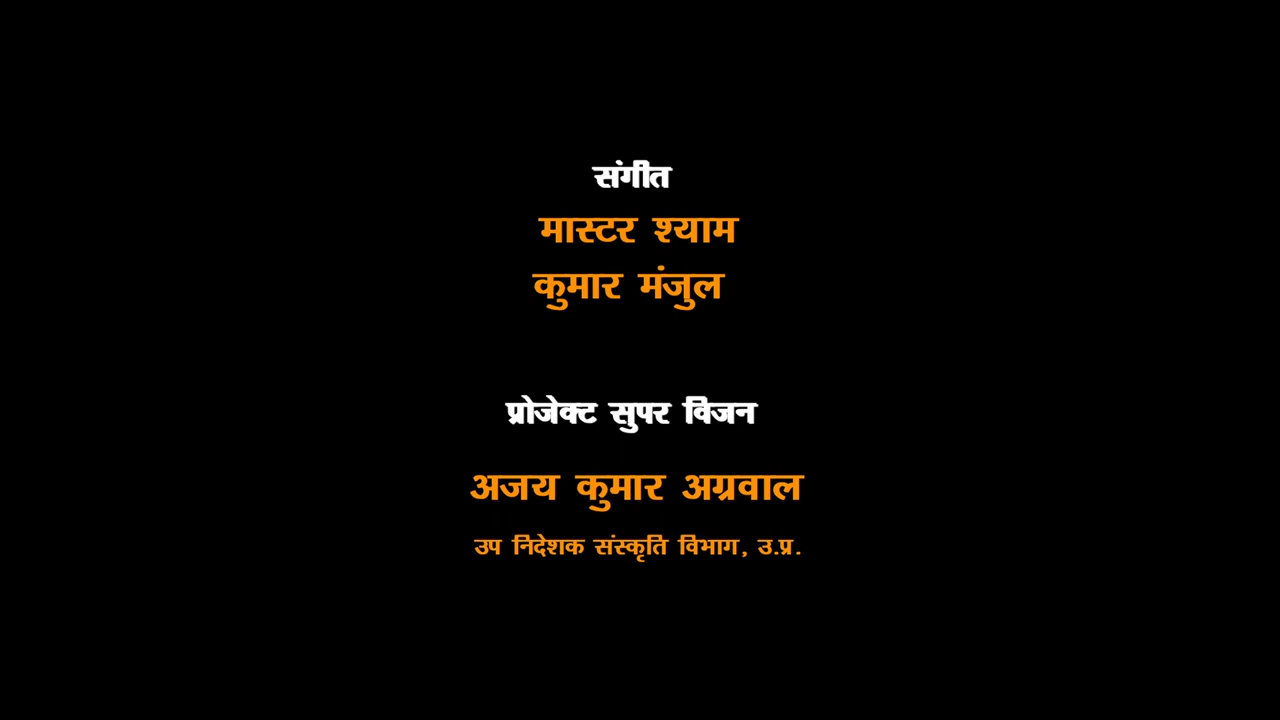 संगीत
मास्टर श्याम
कुमार मंजुल
प्रोजेक्ट सुपर विजन
अजय कुमार अग्रवाल
उप निदेशक संस्कृति विभाग, उ.प्र.